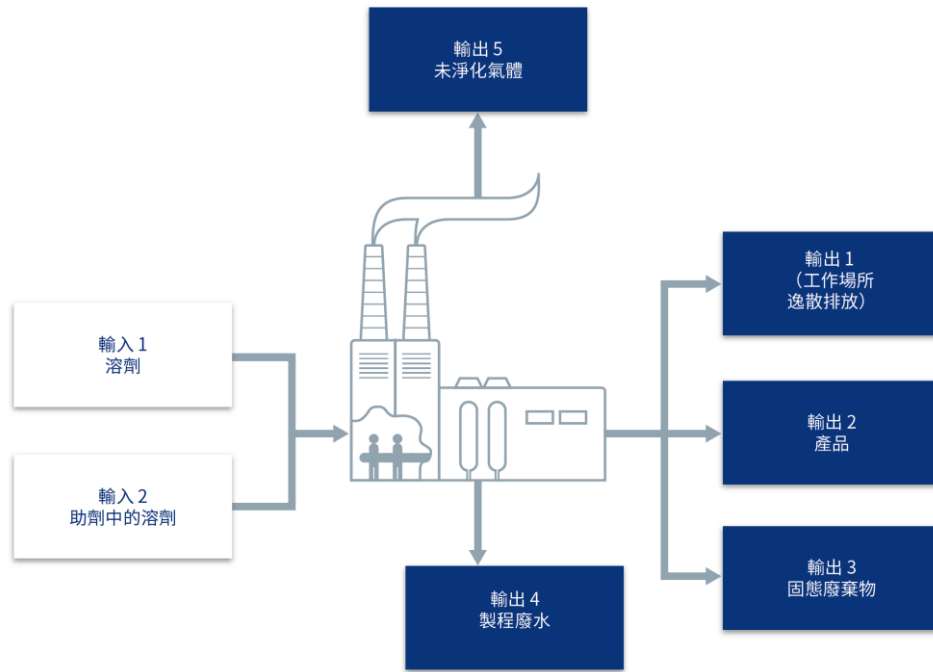 輸出 5
未淨化氣體
輸出 1
（工作場所
逸散排放）
輸入 1
溶劑
輸出 2
產品
輸入 2
助劑中的溶劑
輸出 3
固態廢棄物
輸出 4
製程廢水